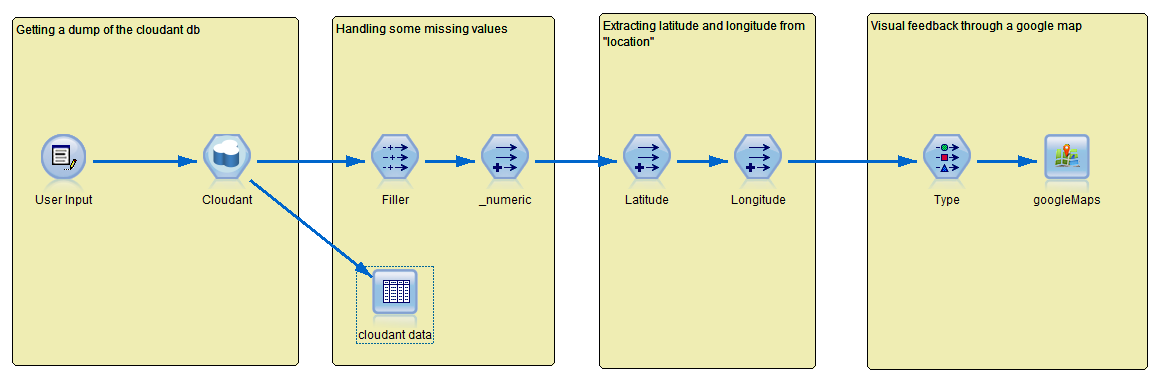 Getting a dump of the cloudant db
Handling some missing values
Extracting latitude and longitude from
"location"
Visual feedback through a google map
User Input
Cloudant
Filler
_numeric
Latitude
Longitude
Type
googleMaps
cloudant data